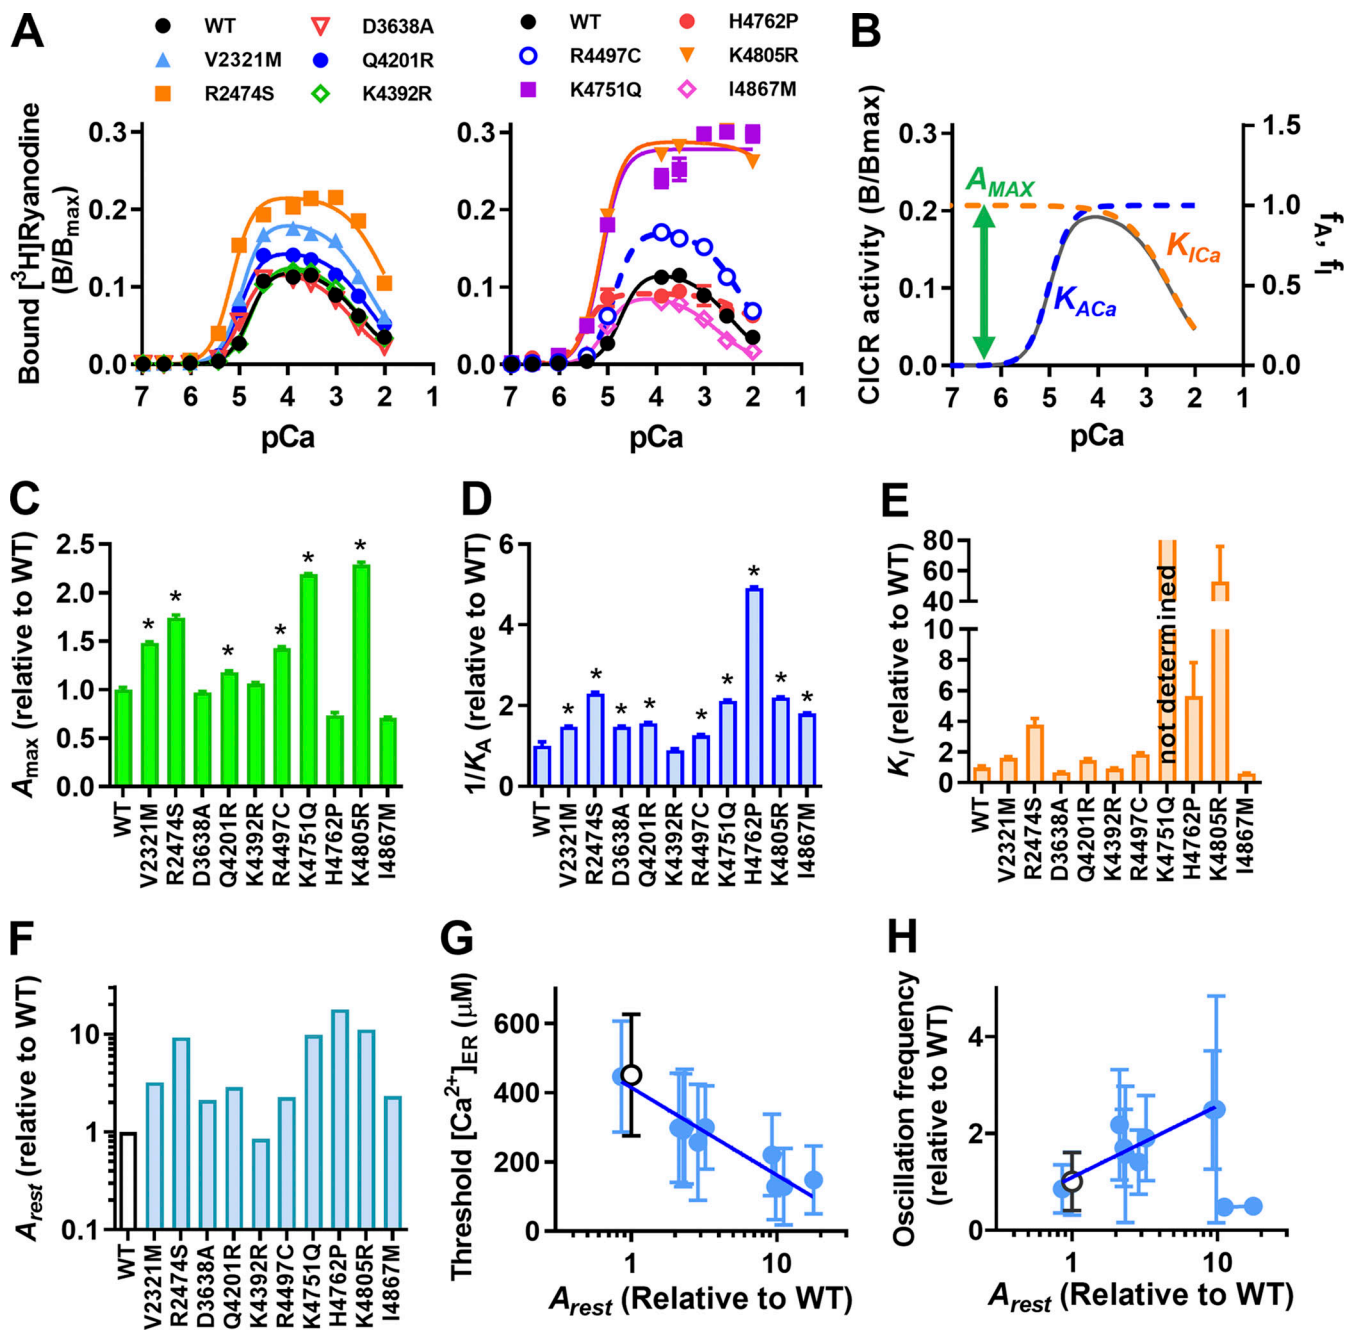 A
WT
D3638A
V2321M
Q4201R
R2474S
K4392R
WT
H4762P
R4497C
K4805R
K4751Q
I4867M
Bound [³H]Ryanodine
(B/Bmax)
0.3
0.2
0.1
0.0
7 6 5 4 3 2 1
pCa
0.3
0.2
0.1
0.0
7 6 5 4 3 2 1
pCa
B
CICR activity (B/Bmax)
0.3
0.2
0.1
0.0
AMAX
KICa
KACa
1.5
1.0
0.5
0.0
fA, fI
7 6 5 4 3 2 1
pCa
C
Amax (relative to WT)
2.5
2.0
1.5
1.0
0.5
0.0
* * * * * *
WT
V2321M
R2474S
D3638A
Q4201R
K4392R
R4497C
K4751Q
H4762P
K4805R
I4867M
D
1/KA (relative to WT)
6
4
2
0
* * * * * * * * *
WT
V2321M
R2474S
D3638A
Q4201R
K4392R
R4497C
K4751Q
H4762P
K4805R
I4867M
E
KI (relative to WT)
80
60
40
10
8
6
4
2
0
not determined
WT
V2321M
R2474S
D3638A
Q4201R
K4392R
R4497C
K4751Q
H4762P
K4805R
I4867M
F
Arest (relative to WT)
10
1
0.1
WT
V2321M
R2474S
D3638A
Q4201R
K4392R
R4497C
K4751Q
H4762P
K4805R
I4867M
G
Threshold [Ca²⁺]ER (µM)
600
400
200
0
1 10
Arest (Relative to WT)
H
Oscillation frequency
(relative to WT)
4
2
0
1 10
Arest (Relative to WT)